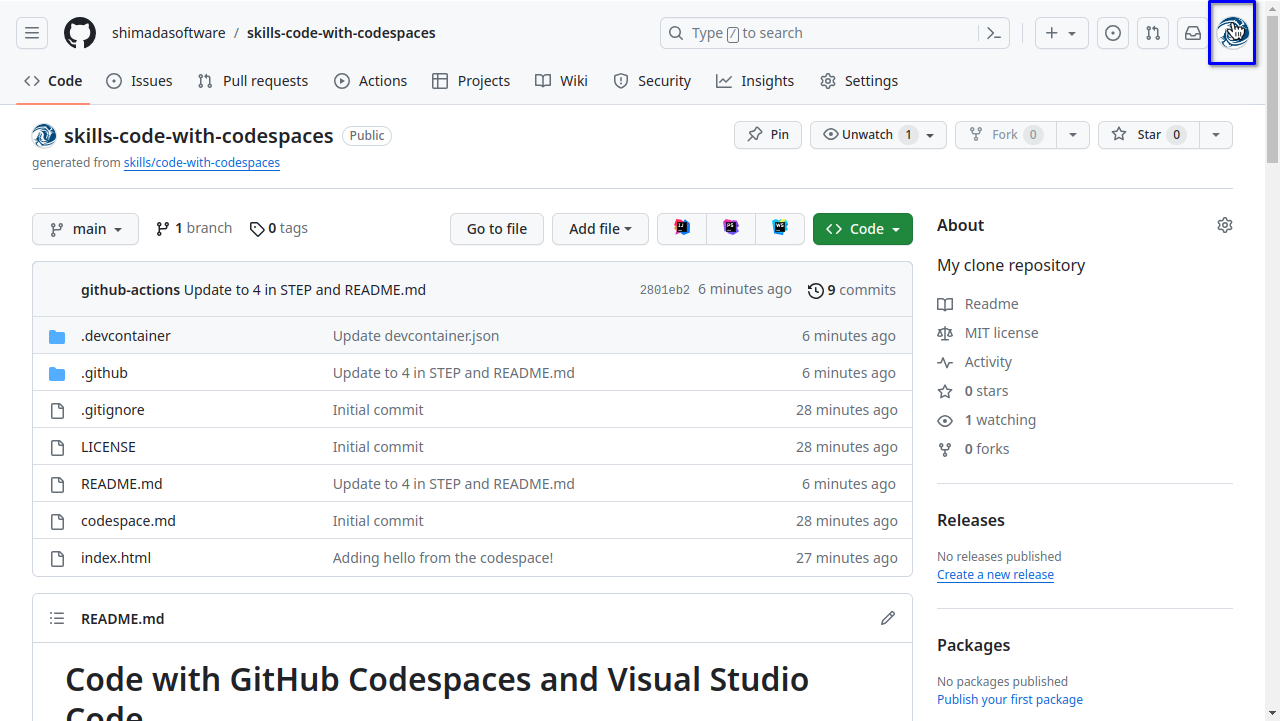 shimadasoftware / skills-code-with-codespaces
Type / to search
Code Issues Pull requests Actions Projects Wiki Security Insights Settings
skills-code-with-codespaces Public
generated from skills/code-with-codespaces
Pin Unwatch 1 Fork 0 Star 0
main 1 branch 0 tags Go to file Add file Code
github-actions Update to 4 in STEP and README.md 2801eb2 6 minutes ago 9 commits
.devcontainer Update devcontainer.json 6 minutes ago
.github Update to 4 in STEP and README.md 6 minutes ago
.gitignore Initial commit 28 minutes ago
LICENSE Initial commit 28 minutes ago
README.md Update to 4 in STEP and README.md 6 minutes ago
codespace.md Initial commit 28 minutes ago
index.html Adding hello from the codespace! 27 minutes ago
README.md
Code with GitHub Codespaces and Visual Studio
Code
About
My clone repository
Readme
MIT license
Activity
0 stars
1 watching
0 forks
Releases
No releases published
Create a new release
Packages
No packages published
Publish your first package